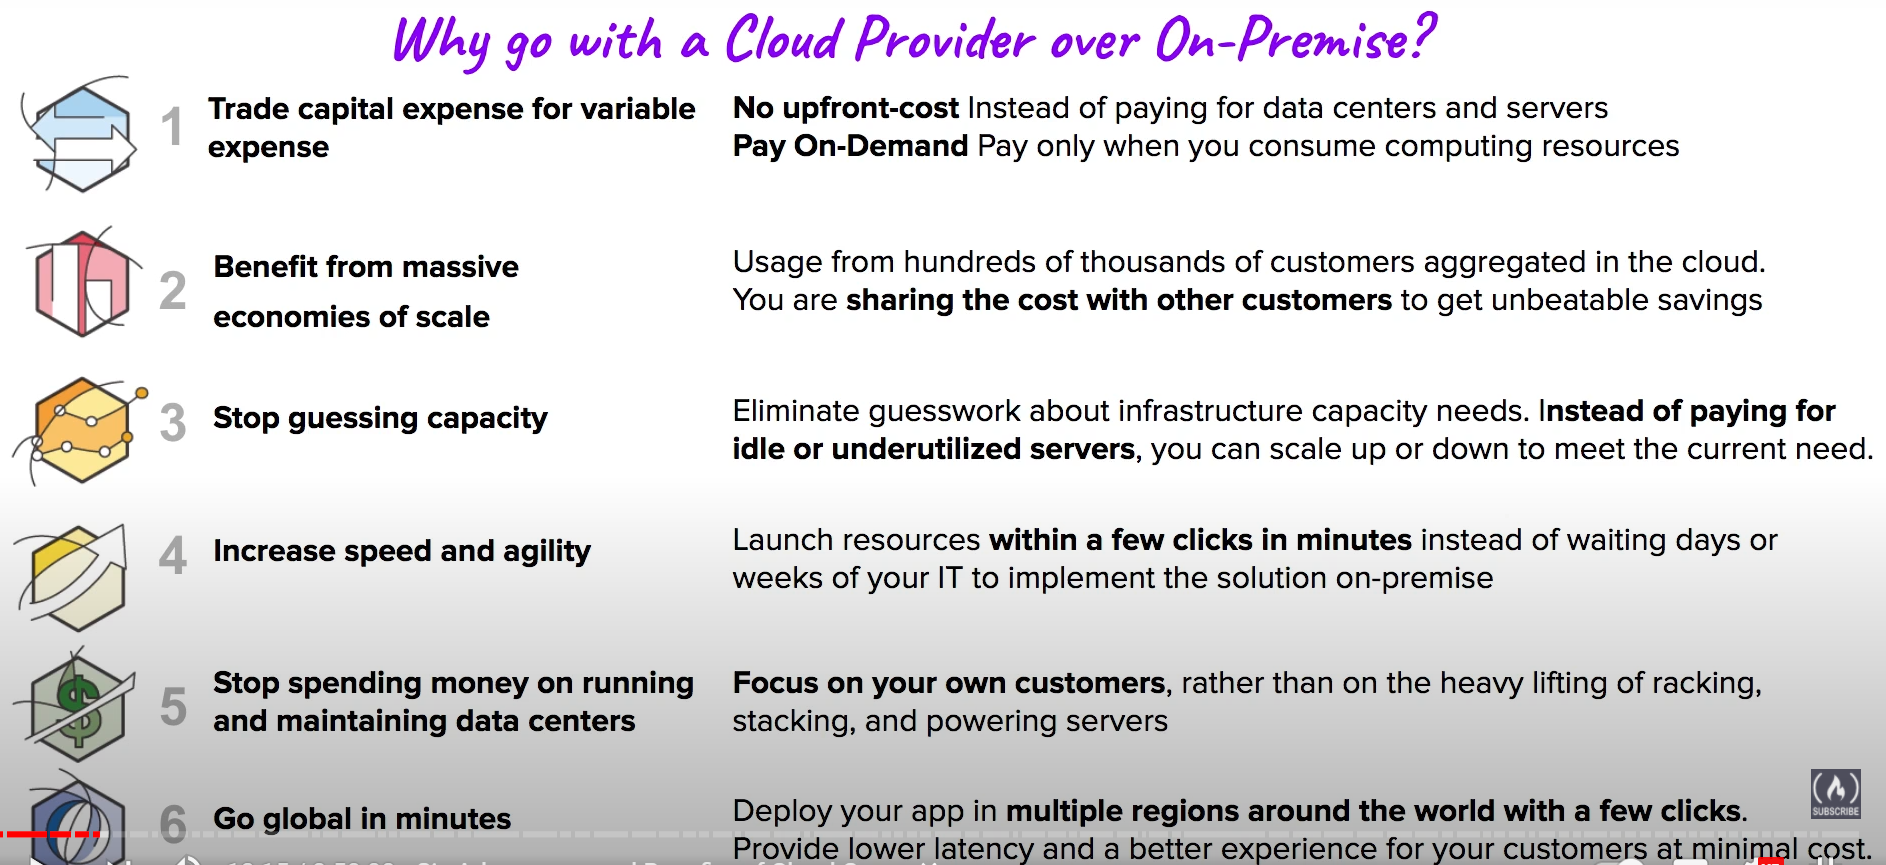 Why go with a Cloud Provider over On-Premise?
1
Trade capital expense for variable
expense
No upfront-cost Instead of paying for data centers and servers
Pay On-Demand Pay only when you consume computing resources
2
Benefit from massive
economies of scale
Usage from hundreds of thousands of customers aggregated in the cloud.
You are sharing the cost with other customers to get unbeatable savings
3
Stop guessing capacity
Eliminate guesswork about infrastructure capacity needs. Instead of paying for
idle or underutilized servers, you can scale up or down to meet the current need.
4
Increase speed and agility
Launch resources within a few clicks in minutes instead of waiting days or
weeks of your IT to implement the solution on-premise
5
Stop spending money on running
and maintaining data centers
Focus on your own customers, rather than on the heavy lifting of racking,
stacking, and powering servers
6
Go global in minutes
Deploy your app in multiple regions around the world with a few clicks.
Provide lower latency and a better experience for your customers at minimal cost.
SUBSCRIBE